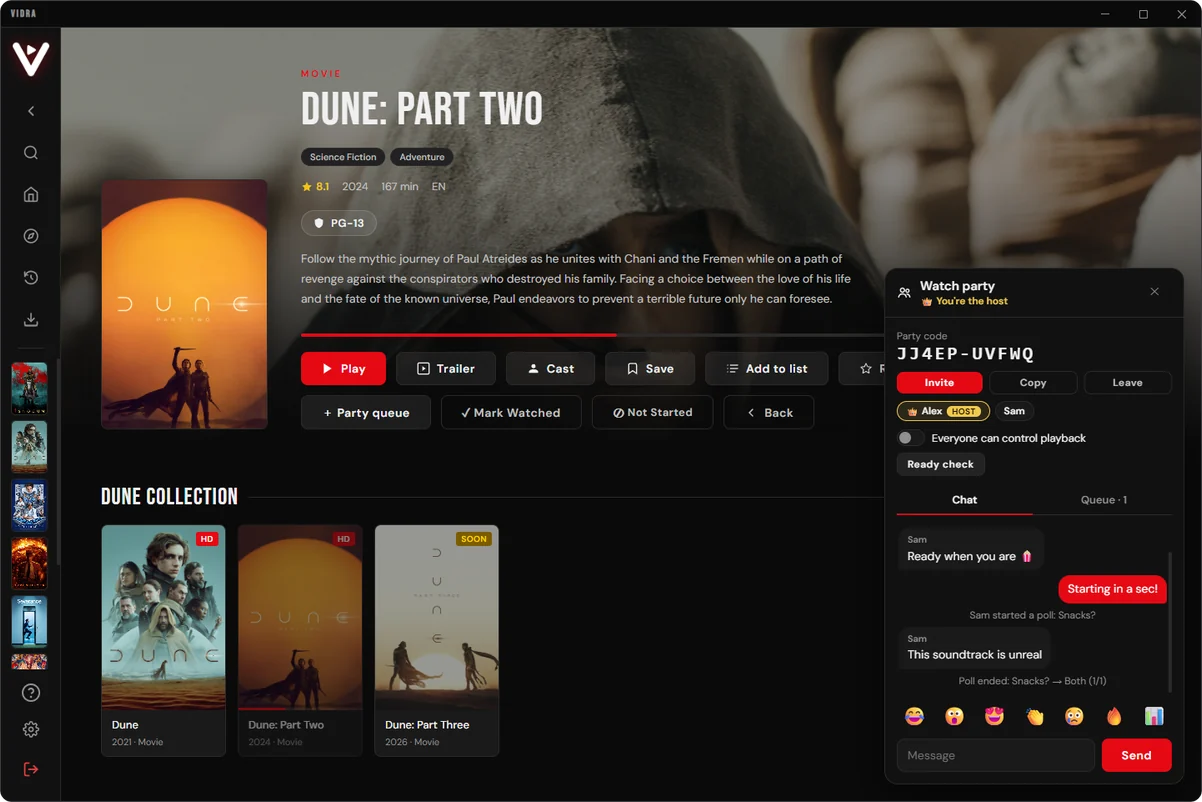 VIDRA
MOVIE
DUNE: PART TWO
Science Fiction
Adventure
8.1 2024 167 min EN
PG-13
Follow the mythic journey of Paul Atreides as he unites with Chani and the Fremen while on a path of
revenge against the conspirators who destroyed his family. Facing a choice between the love of his life
and the fate of the known universe, Paul endeavors to prevent a terrible future only he can foresee.
DUNE
PART TWO
Play
Trailer
Cast
Save
Add to list
+ Party queue
✓ Mark Watched
Not Started
Back
DUNE COLLECTION
HD
DUNE
Dune
2021 · Movie
HD
DUNE
Dune: Part Two
2024 · Movie
SOON
DUNE
Dune: Part Three
2026 · Movie
Severance
Watch party
👑 You're the host
Party code
JJ4EP-UVFWQ
Invite
Copy
Leave
👑 Alex HOST
Sam
Everyone can control playback
Ready check
Chat
Queue · 1
Sam
Ready when you are 🍿
Starting in a sec!
Sam started a poll: Snacks?
Sam
This soundtrack is unreal
Poll ended: Snacks? → Both (1/1)
😂 😮 😍 👏 😢 🔥 📊
Message
Send